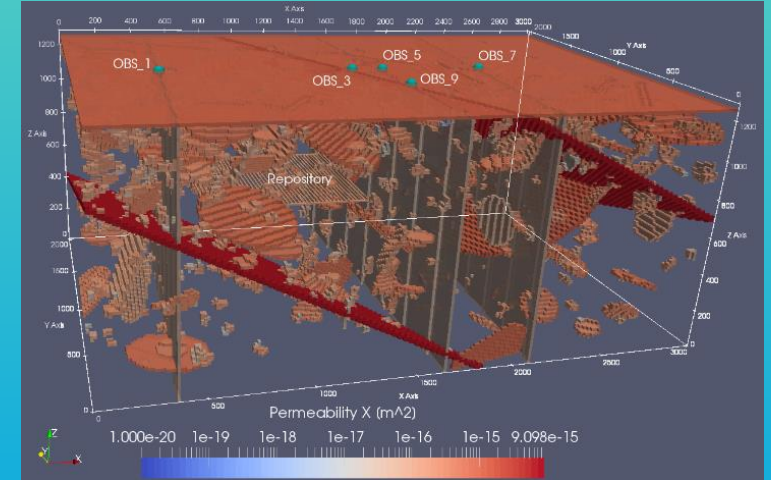 X Axis
0 200 400 600 800 1000 1200 1400 1600 1800 2000 2200 2400 2600 2800 3000
2000 1500 1000 500 0
Y Axis
OBS_1
OBS_3
OBS_5
OBS_9
OBS_7
1200
1000
Z Axis
800
600
400
200
0
Repository
1200
1000
800
Z Axis
600
400
200
0
2000
1500
Y Axis
1000
500
0
0 500 1000 1500 2000 2500 3000
X Axis
Permeability X (m^2)
1.000e-20 1e-19 1e-18 1e-17 1e-16 1e-15 9.098e-15
Z
Y
X